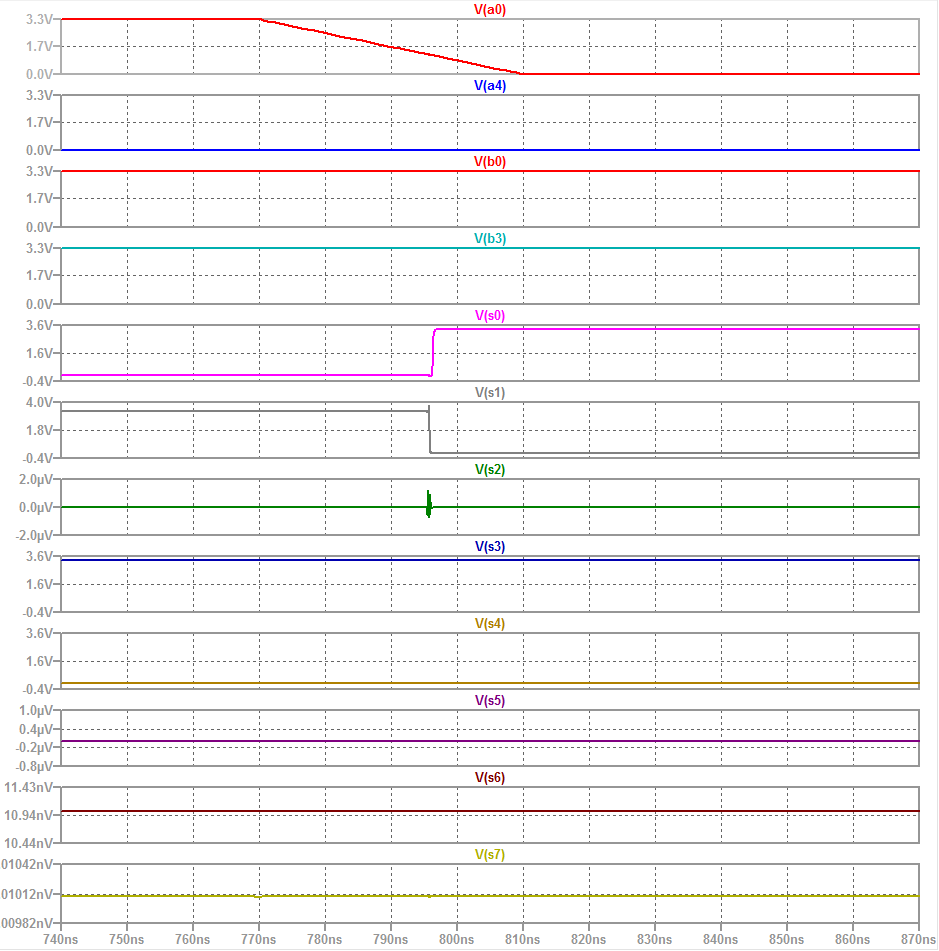 V(a0)
3.3V
1.7V
0.0V
V(a4)
3.3V
1.7V
0.0V
V(b0)
3.3V
1.7V
0.0V
V(b3)
3.3V
1.7V
0.0V
V(s0)
3.6V
1.6V
-0.4V
V(s1)
4.0V
1.8V
-0.4V
V(s2)
2.0µV
0.0µV
-2.0µV
V(s3)
3.6V
1.6V
-0.4V
V(s4)
3.6V
1.6V
-0.4V
V(s5)
1.0µV
0.4µV
-0.2µV
-0.8µV
V(s6)
11.43nV
10.94nV
10.44nV
V(s7)
01042nV
01012nV
00982nV
740ns 750ns 760ns 770ns 780ns 790ns 800ns 810ns 820ns 830ns 840ns 850ns 860ns 870ns